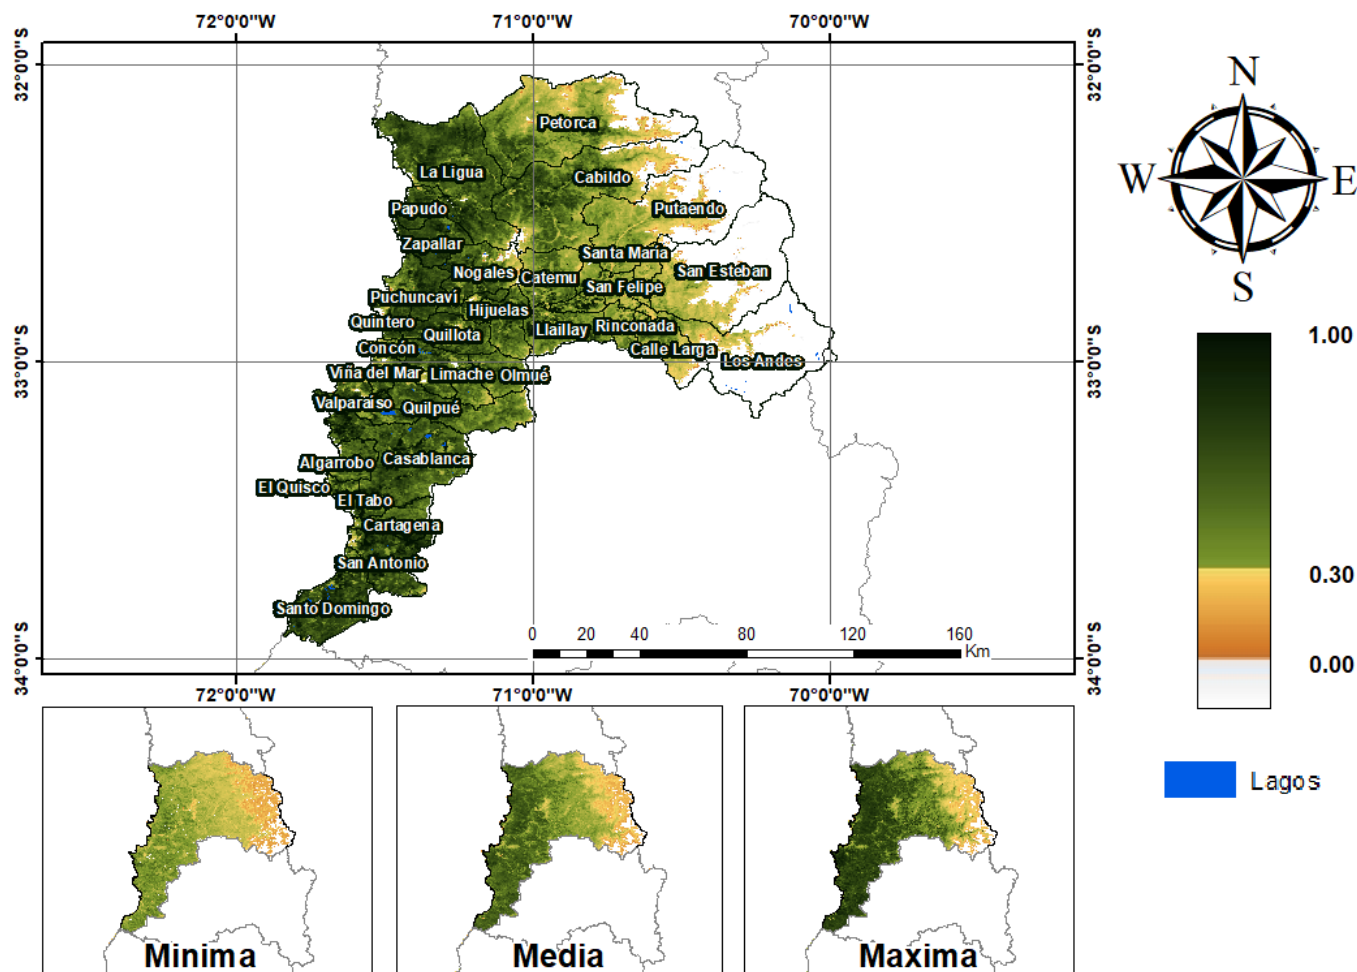 72°0'0"W
71°0'0"W
70°0'0"W
32°0'0"S
32°0'0"S
N
W
E
S
Petorca
La Ligua
Cabildo
Papudo
Putaendo
Zapallar
Santa María
Nogales
Catemu
San Esteban
San Felipe
Puchuncaví
Hijuelas
Quintero
Quillota
Llaillay
Rinconada
Concón
Calle Larga
Los Andes
33°0'0"S
33°0'0"S
Viña del Mar
Limache
Olmué
Valparaíso
Quilpué
Algarrobo
Casablanca
El Quisco
El Tabo
Cartagena
San Antonio
Santo Domingo
0 20 40 80 120 160
Km
34°0'0"S
34°0'0"S
72°0'0"W
71°0'0"W
70°0'0"W
1.00
0.30
0.00
Lagos
Minima
Media
Maxima